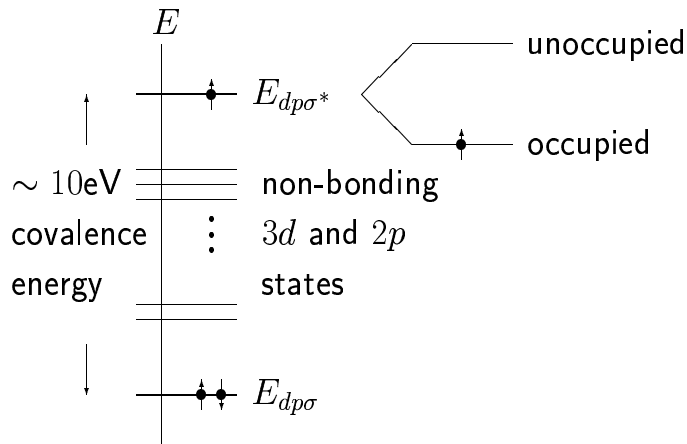 E
unoccupied
E_{dpσ*}
occupied
∼ 10eV
non-bonding
covalence
3d and 2p
energy
states
E_{dpσ}